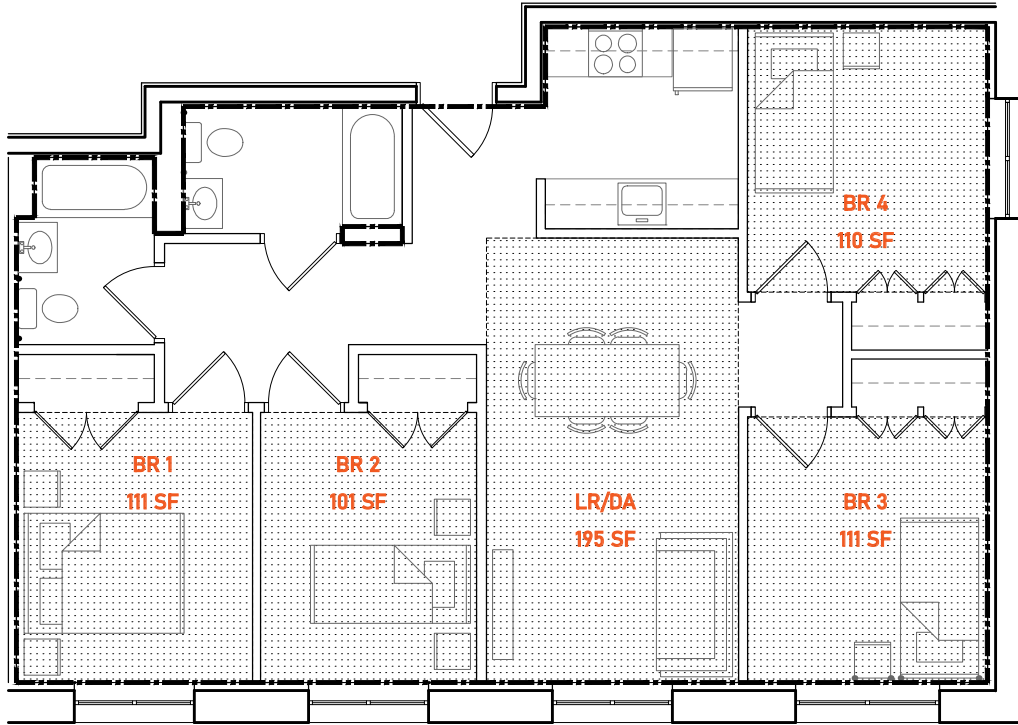 BR 4
110 SF
BR 1
111 SF
BR 2
101 SF
LR/DA
195 SF
BR 3
111 SF